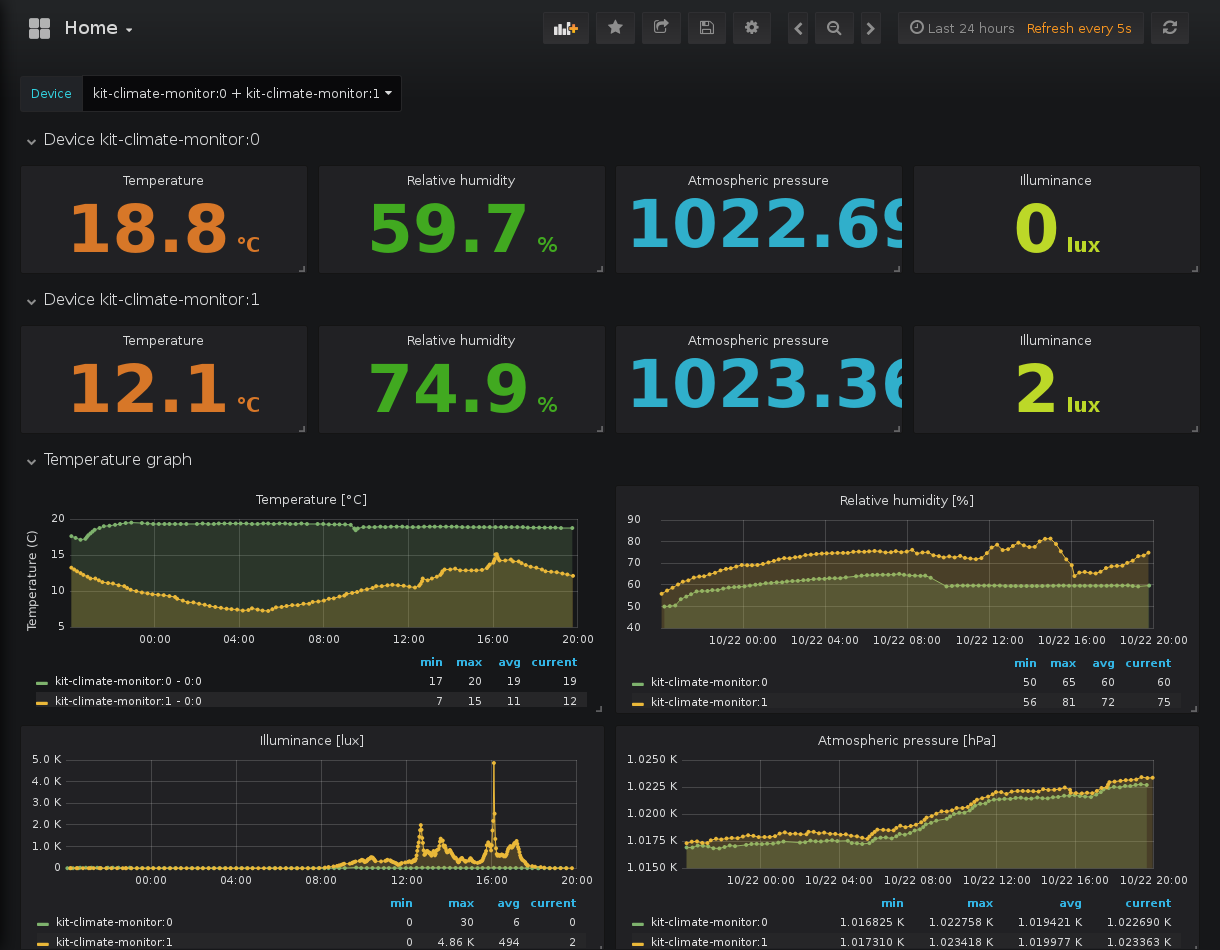 Home
Last 24 hours Refresh every 5s
Device kit-climate-monitor:0 + kit-climate-monitor:1
Device kit-climate-monitor:0
Temperature Relative humidity Atmospheric pressure Illuminance
18.8 °C 59.7 % 1022.69 0 lux
Device kit-climate-monitor:1
Temperature Relative humidity Atmospheric pressure Illuminance
12.1 °C 74.9 % 1023.36 2 lux
Temperature graph
Temperature [°C]
Temperature (C)
20
15
10
5
00:00 04:00 08:00 12:00 16:00 20:00
min max avg current
kit-climate-monitor:0 - 0:0 17 20 19 19
kit-climate-monitor:1 - 0:0 7 15 11 12
Relative humidity [%]
90
80
70
60
50
40
10/22 00:00 10/22 04:00 10/22 08:00 10/22 12:00 10/22 16:00 10/22 20:00
min max avg current
kit-climate-monitor:0 50 65 60 60
kit-climate-monitor:1 56 81 72 75
Illuminance [lux]
5.0 K
4.0 K
3.0 K
2.0 K
1.0 K
0
00:00 04:00 08:00 12:00 16:00 20:00
min max avg current
kit-climate-monitor:0 0 30 6 0
kit-climate-monitor:1 0 4.86 K 494 2
Atmospheric pressure [hPa]
1.0250 K
1.0225 K
1.0200 K
1.0175 K
1.0150 K
10/22 00:00 10/22 04:00 10/22 08:00 10/22 12:00 10/22 16:00 10/22 20:00
min max avg current
kit-climate-monitor:0 1.016825 K 1.022758 K 1.019421 K 1.022690 K
kit-climate-monitor:1 1.017310 K 1.023418 K 1.019977 K 1.023363 K